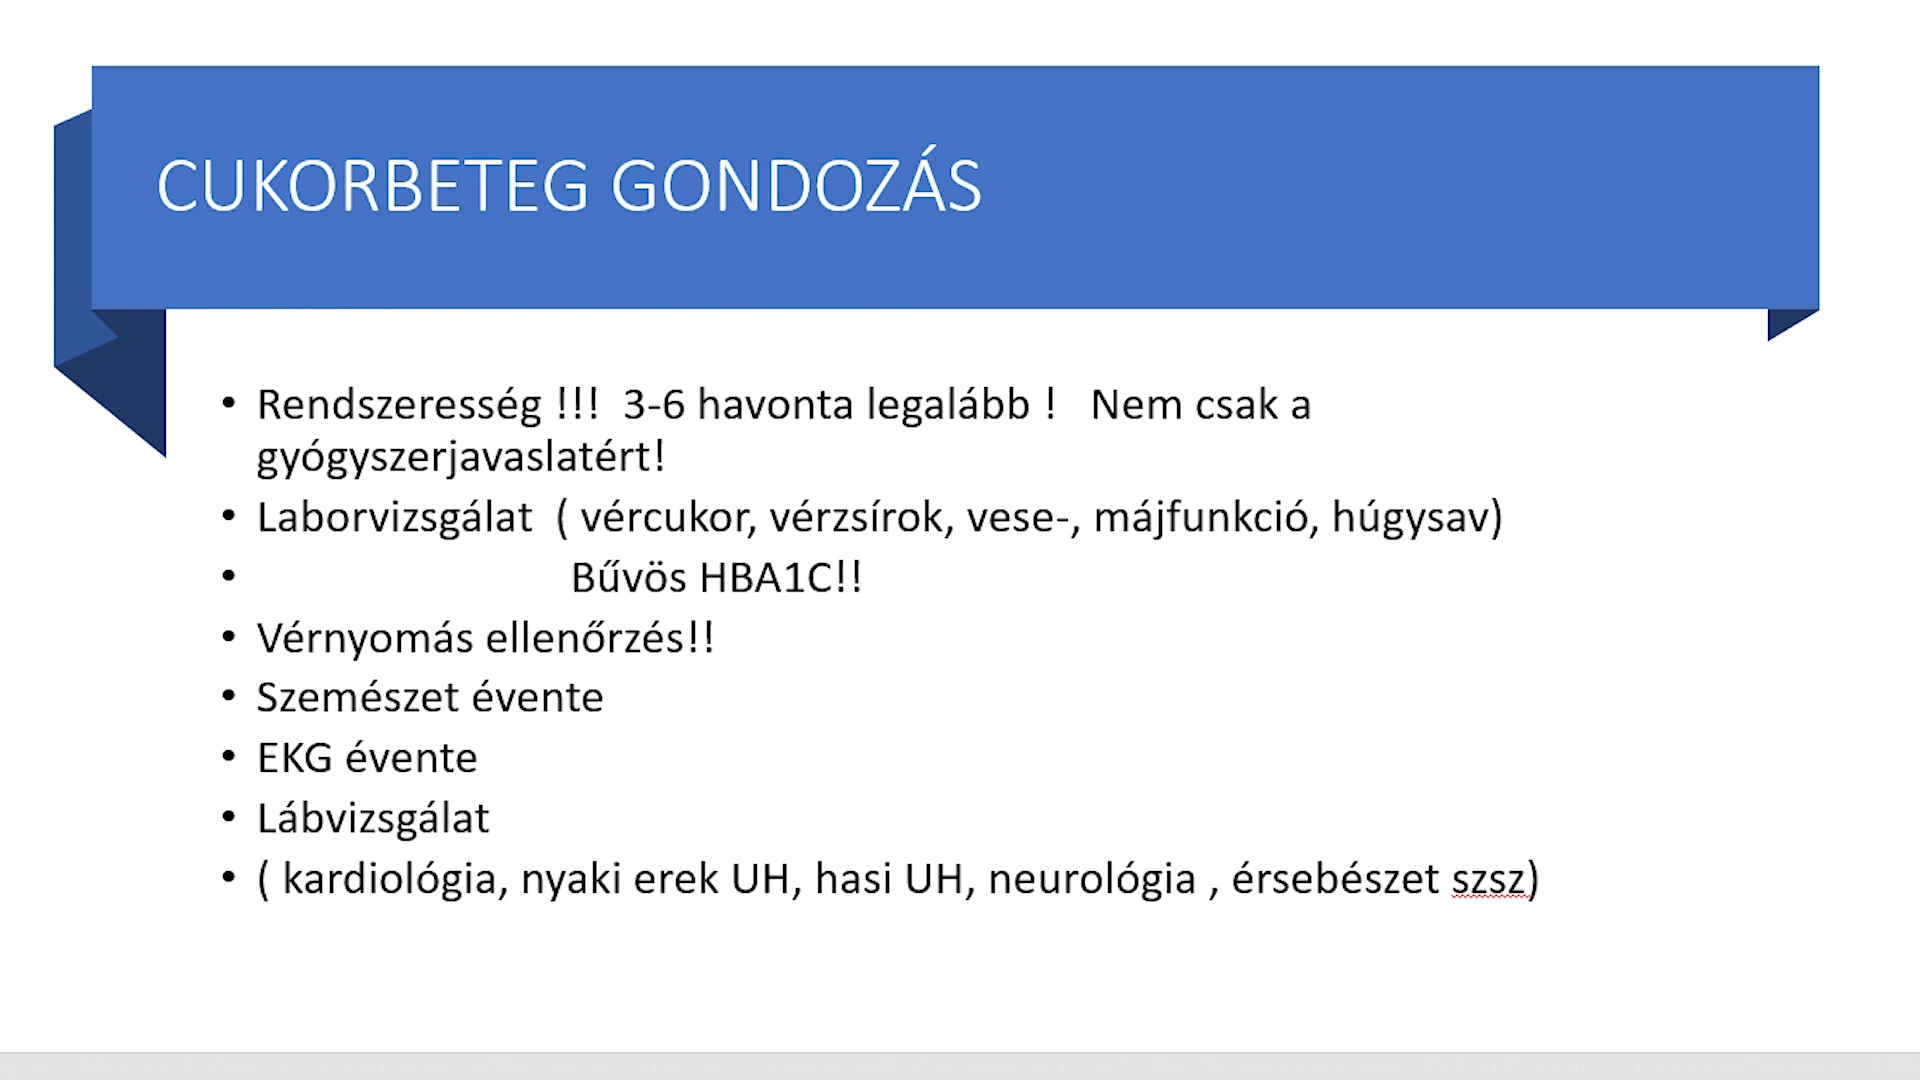 CUKORBETEG GONDOZÁS
• Rendszeresség !!! 3-6 havonta legalább ! Nem csak a
gyógyszerjavaslatért!
• Laborvizsgálat ( vércukor, vérzsírok, vese-, májfunkció, húgysav)
• Bűvös HBA1C!!
• Vérnyomás ellenőrzés!!
• Szemészet évente
• EKG évente
• Lábvizsgálat
• ( kardiológia, nyaki erek UH, hasi UH, neurológia , érsebészet szsz)